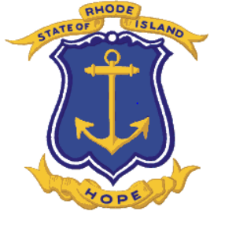 STATE OF RHODE ISLAND
HOPE